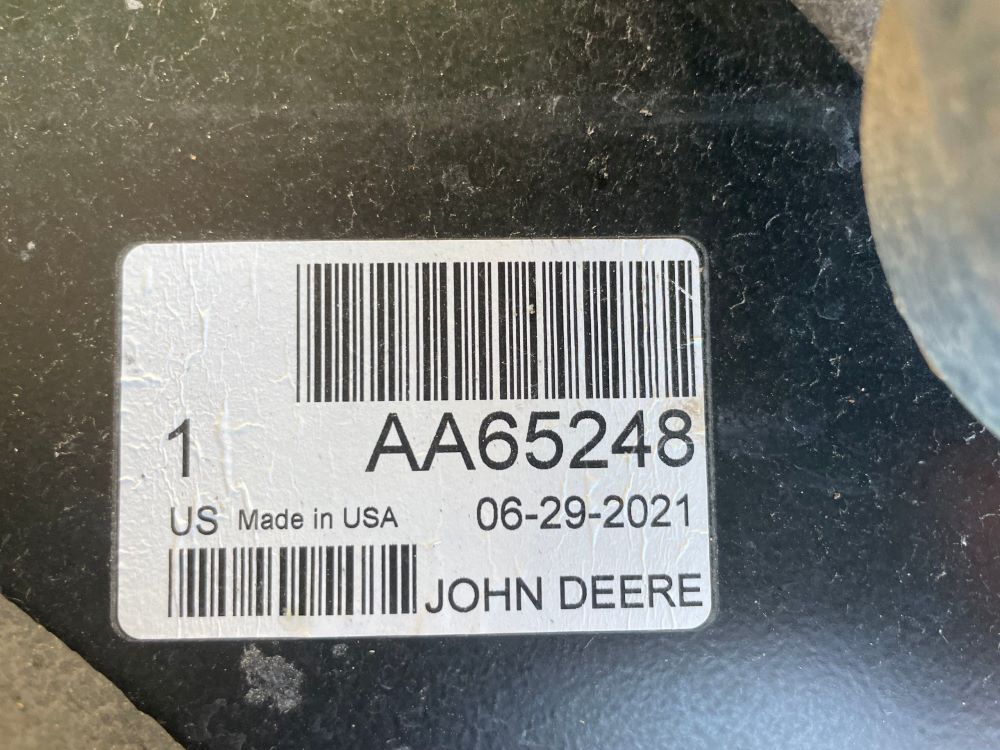 1 AA65248
US Made in USA 06-29-2021
JOHN DEERE